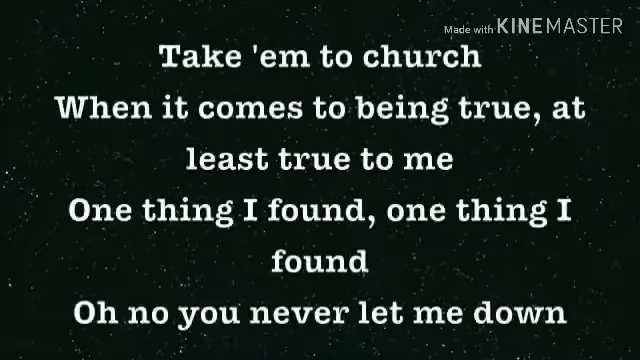 Made with KINEMASTER
Take 'em to church
When it comes to being true, at
least true to me
One thing I found, one thing I
found
Oh no you never let me down